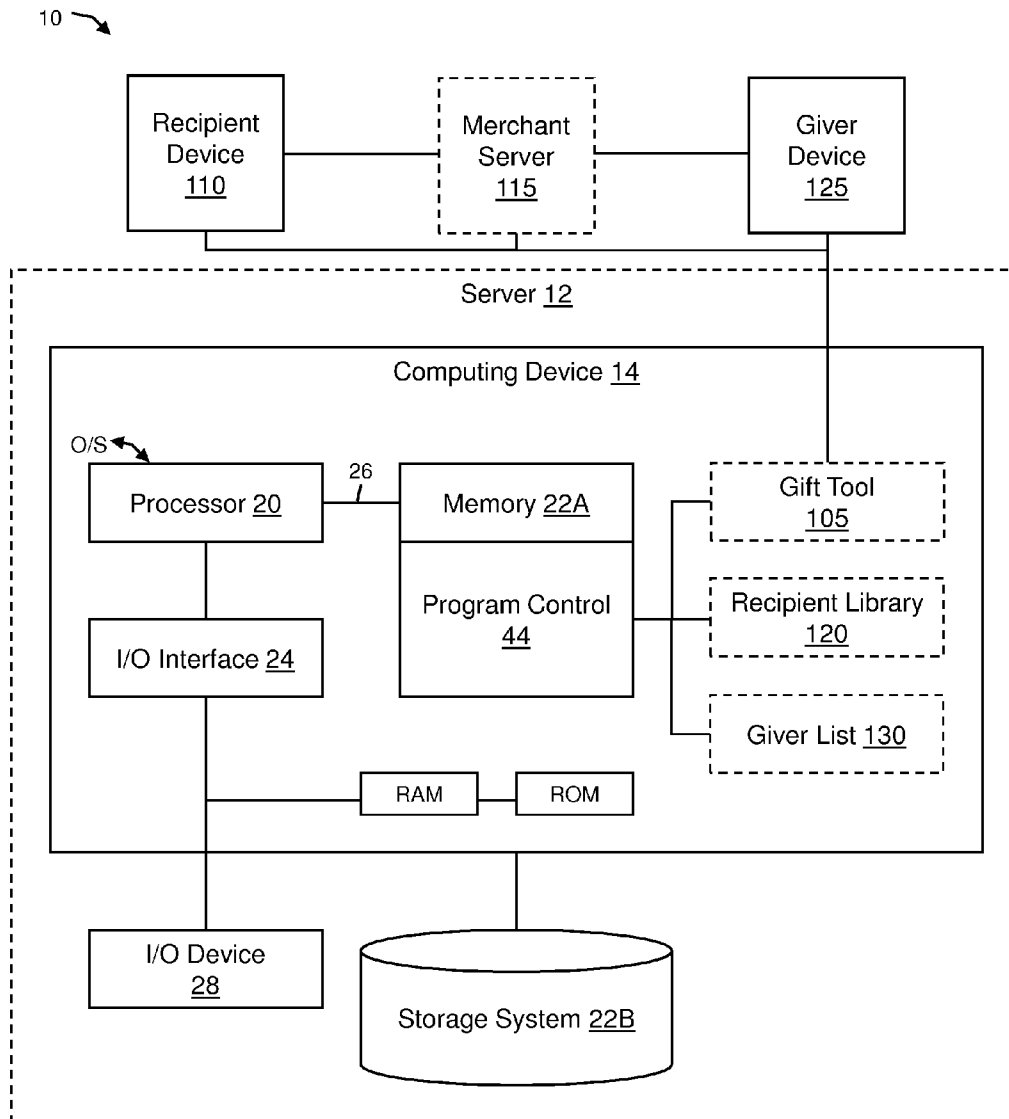 10
Recipient
Device
110
Merchant
Server
115
Giver
Device
125
Server 12
Computing Device 14
O/S
Processor 20
26
Memory 22A
Gift Tool
105
Program Control
44
Recipient Library
120
I/O Interface 24
Giver List 130
RAM
ROM
I/O Device
28
Storage System 22B